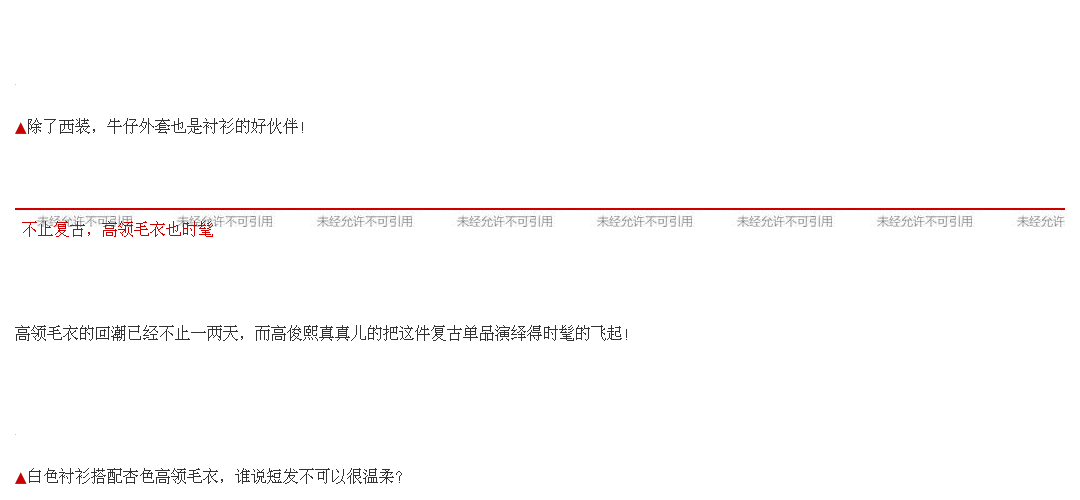 ▲除了西装，牛仔外套也是衬衫的好伙伴！
未经允许不可引用 未经允许不可引用 未经允许不可引用 未经允许不可引用 未经允许不可引用 未经允许不可引用 未经允许不可引用 未经允许
不止复古，高领毛衣也时髦
高领毛衣的回潮已经不止一两天，而高俊熙真真儿的把这件复古单品演绎得时髦的飞起！
▲白色衬衫搭配杏色高领毛衣，谁说短发不可以很温柔？